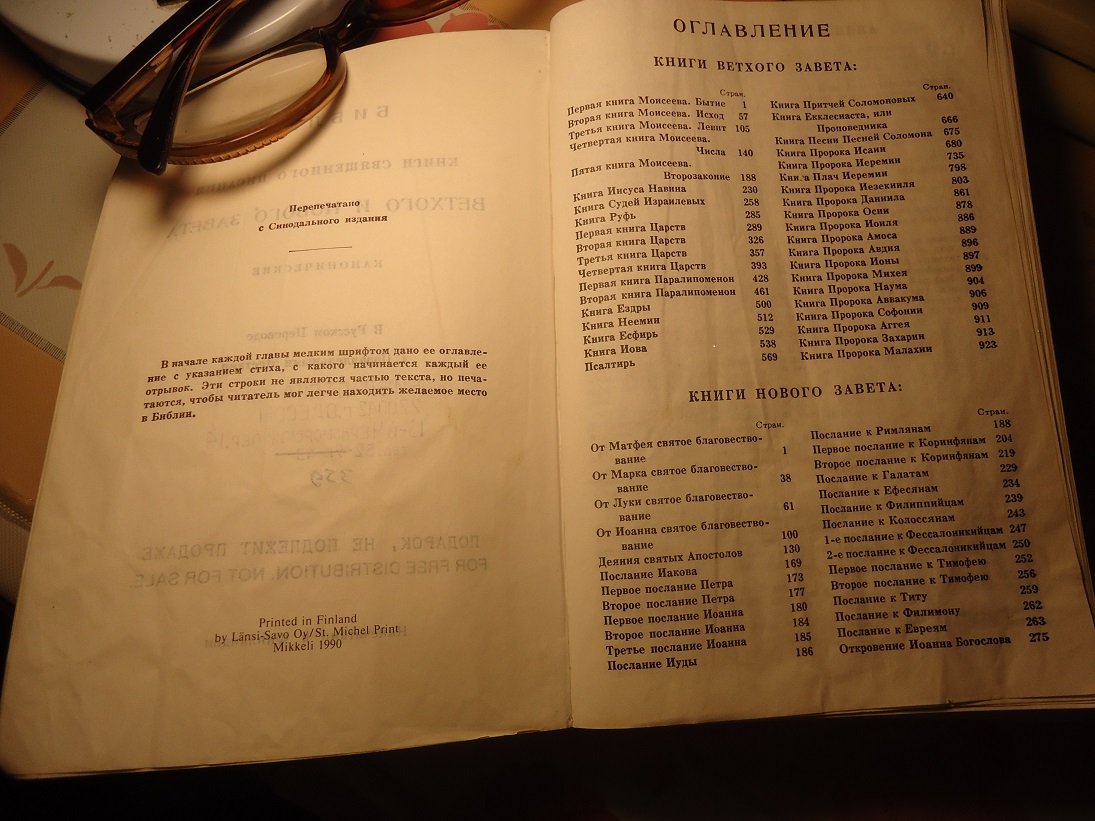 Перепечатано
с Синодального издания
В начале каждой главы мелким шрифтом дано ее оглавле-
ние с указанием стиха, с какого начинается каждый ее
отрывок. Эти строки не являются частью текста, но печа-
таются, чтобы читатель мог легче находить желаемое место
в Библии.
Printed in Finland
by Länsi-Savo Oy/St. Michel Print
Mikkeli 1990
ОГЛАВЛЕНИЕ
КНИГИ ВЕТХОГО ЗАВЕТА:
Стран.
Первая книга Моисеева. Бытие 1
Вторая книга Моисеева. Исход 57
Третья книга Моисеева. Левит 105
Четвертая книга Моисеева.
Числа 140
Пятая книга Моисеева.
Второзаконие 188
Книга Иисуса Навина 230
Книга Судей Израилевых 258
Книга Руфь 285
Первая книга Царств 289
Вторая книга Царств 326
Третья книга Царств 357
Четвертая книга Царств 393
Первая книга Паралипоменон 428
Вторая книга Паралипоменон 461
Книга Ездры 500
Книга Неемии 512
Книга Есфирь 529
Книга Иова 538
Псалтирь 569
Стран.
Книга Притчей Соломоновых 640
Книга Екклесиаста, или
Проповедника 666
Книга Песни Песней Соломона 675
Книга Пророка Исаии 680
Книга Пророка Иеремии 735
Книга Плач Иеремии 798
Книга Пророка Иезекииля 803
Книга Пророка Даниила 861
Книга Пророка Осии 878
Книга Пророка Иоиля 886
Книга Пророка Амоса 889
Книга Пророка Авдия 896
Книга Пророка Ионы 897
Книга Пророка Михея 899
Книга Пророка Наума 904
Книга Пророка Аввакума 906
Книга Пророка Софонии 909
Книга Пророка Аггея 911
Книга Пророка Захарии 913
Книга Пророка Малахии 923
КНИГИ НОВОГО ЗАВЕТА:
Стран.
От Матфея святое благовество-
вание 1
От Марка святое благовество-
вание 38
От Луки святое благовество-
вание 61
От Иоанна святое благовество-
вание 100
Деяния святых Апостолов 130
Послание Иакова 169
Первое послание Петра 173
Второе послание Петра 177
Первое послание Иоанна 180
Второе послание Иоанна 184
Третье послание Иоанна 185
Послание Иуды 186
Стран.
Послание к Римлянам 188
Первое послание к Коринфянам 204
Второе послание к Коринфянам 219
Послание к Галатам 229
Послание к Ефесянам 234
Послание к Филиппийцам 239
Послание к Колоссянам 243
1-е послание к Фессалоникийцам 247
2-е послание к Фессалоникийцам 250
Первое послание к Тимофею 252
Второе послание к Тимофею 256
Послание к Титу 259
Послание к Филимону 262
Послание к Евреям 263
Откровение Иоанна Богослова 275